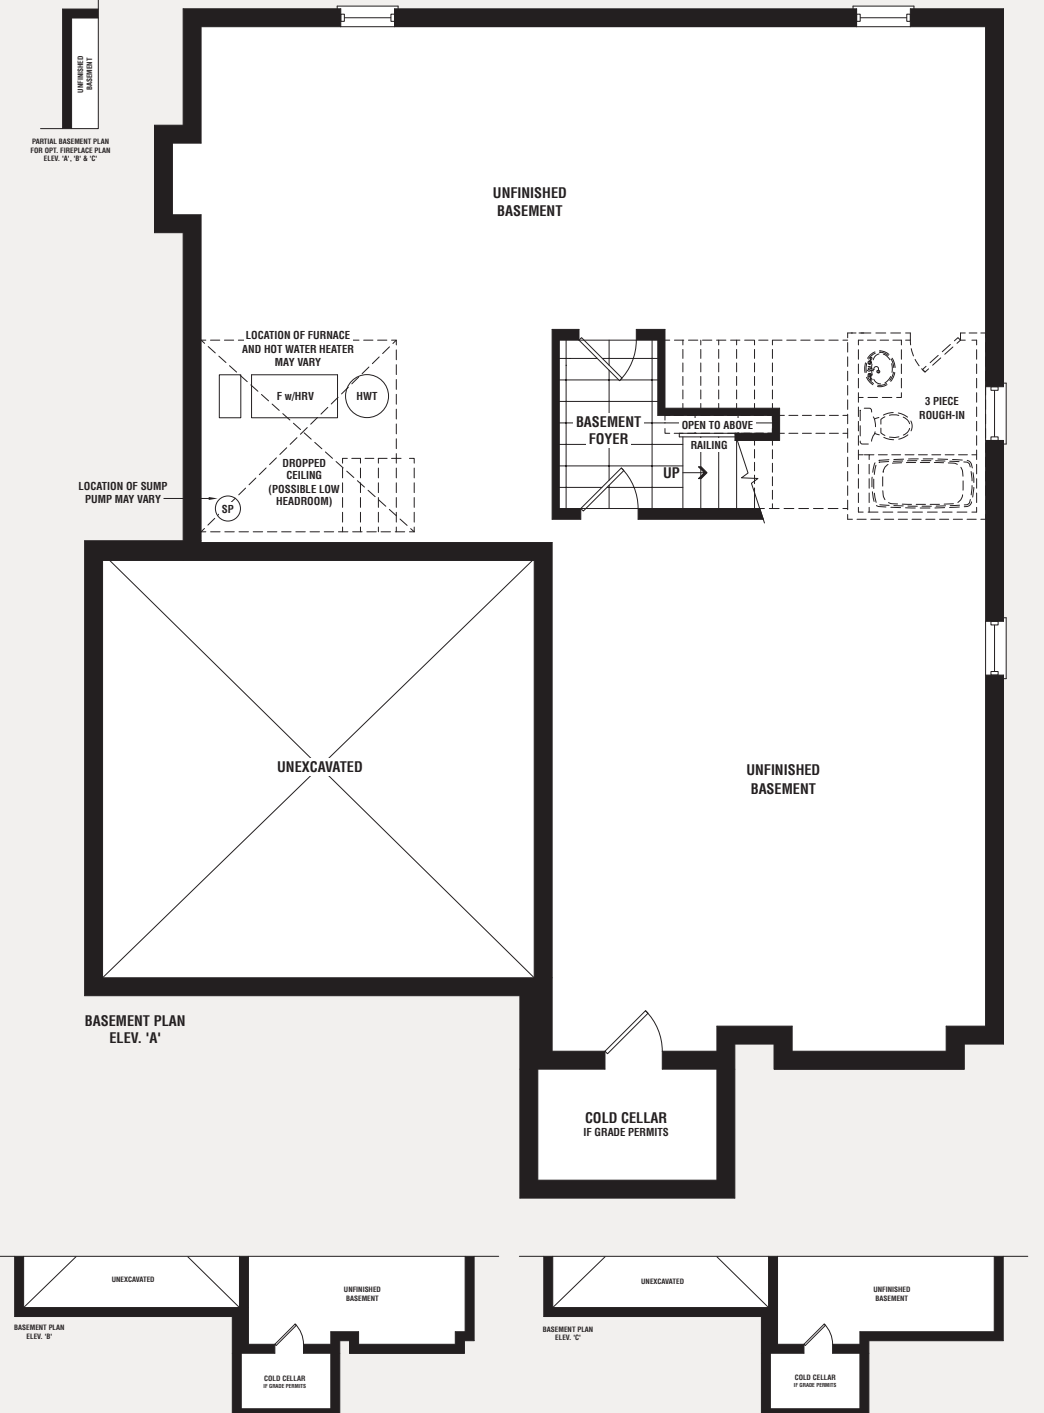 UNFINISHED
BASEMENT
PARTIAL BASEMENT PLAN
FOR OPT. FIREPLACE PLAN
ELEV. 'A', 'B' & 'C'
UNFINISHED
BASEMENT
LOCATION OF FURNACE
AND HOT WATER HEATER
MAY VARY
F w/HRV
HWT
DROPPED
CEILING
(POSSIBLE LOW
HEADROOM)
LOCATION OF SUMP
PUMP MAY VARY
SP
BASEMENT
FOYER
OPEN TO ABOVE
RAILING
UP
3 PIECE
ROUGH-IN
UNEXCAVATED
UNFINISHED
BASEMENT
BASEMENT PLAN
ELEV. 'A'
COLD CELLAR
IF GRADE PERMITS
UNEXCAVATED
UNFINISHED
BASEMENT
BASEMENT PLAN
ELEV. 'B'
COLD CELLAR
IF GRADE PERMITS
UNEXCAVATED
UNFINISHED
BASEMENT
BASEMENT PLAN
ELEV. 'C'
COLD CELLAR
IF GRADE PERMITS